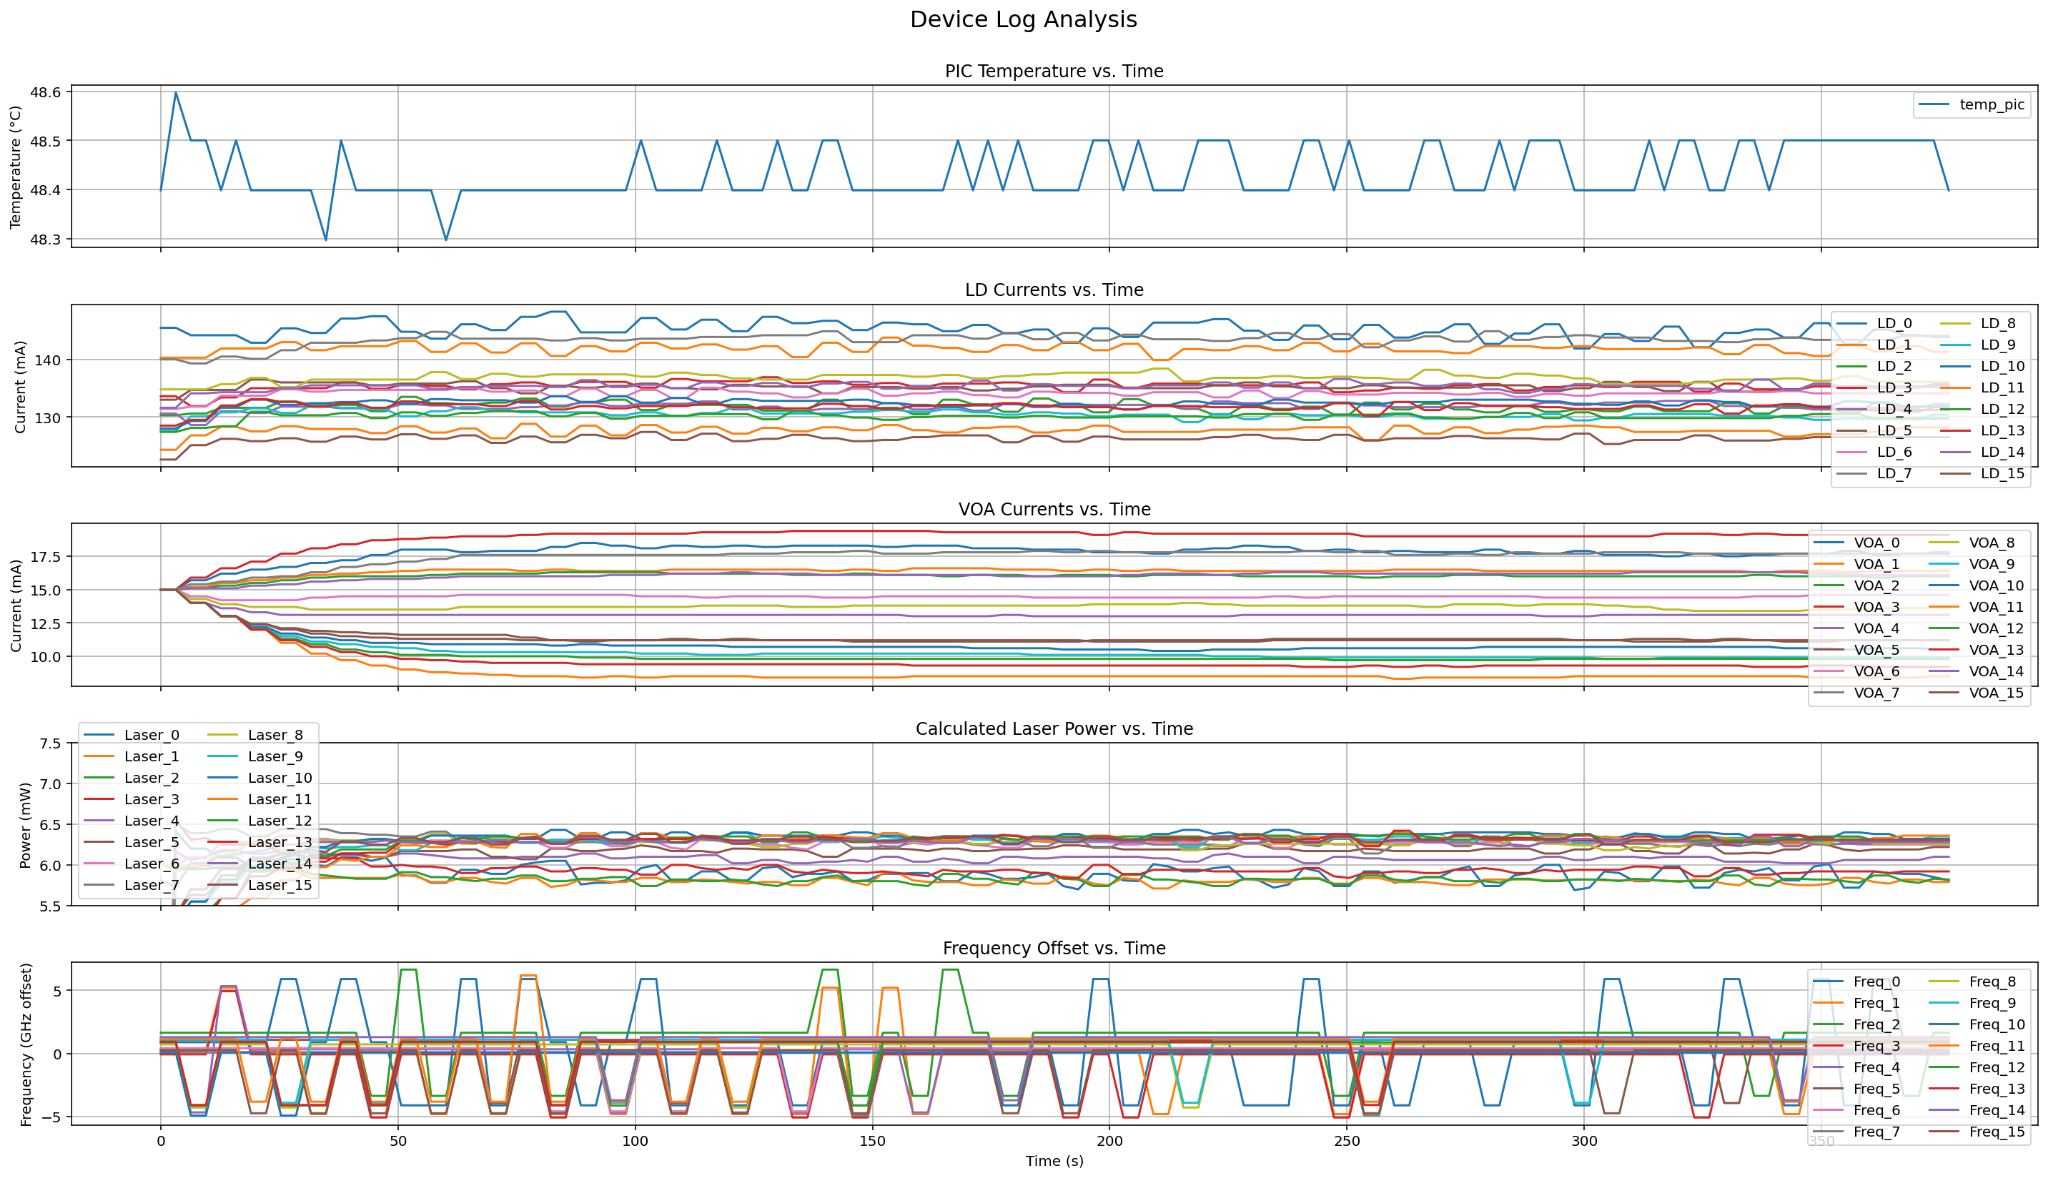 Device Log Analysis
PIC Temperature vs. Time
Temperature (°C)
48.6
48.5
48.4
48.3
temp_pic
LD Currents vs. Time
Current (mA)
140
130
LD_0 LD_8
LD_1 LD_9
LD_2 LD_10
LD_3 LD_11
LD_4 LD_12
LD_5 LD_13
LD_6 LD_14
LD_7 LD_15
VOA Currents vs. Time
Current (mA)
17.5
15.0
12.5
10.0
VOA_0 VOA_8
VOA_1 VOA_9
VOA_2 VOA_10
VOA_3 VOA_11
VOA_4 VOA_12
VOA_5 VOA_13
VOA_6 VOA_14
VOA_7 VOA_15
Calculated Laser Power vs. Time
Power (mW)
7.5
7.0
6.5
6.0
5.5
Laser_0 Laser_8
Laser_1 Laser_9
Laser_2 Laser_10
Laser_3 Laser_11
Laser_4 Laser_12
Laser_5 Laser_13
Laser_6 Laser_14
Laser_7 Laser_15
Frequency Offset vs. Time
Frequency (GHz offset)
5
0
−5
Freq_0 Freq_8
Freq_1 Freq_9
Freq_2 Freq_10
Freq_3 Freq_11
Freq_4 Freq_12
Freq_5 Freq_13
Freq_6 Freq_14
Freq_7 Freq_15
0 50 100 150 200 250 300 350
Time (s)